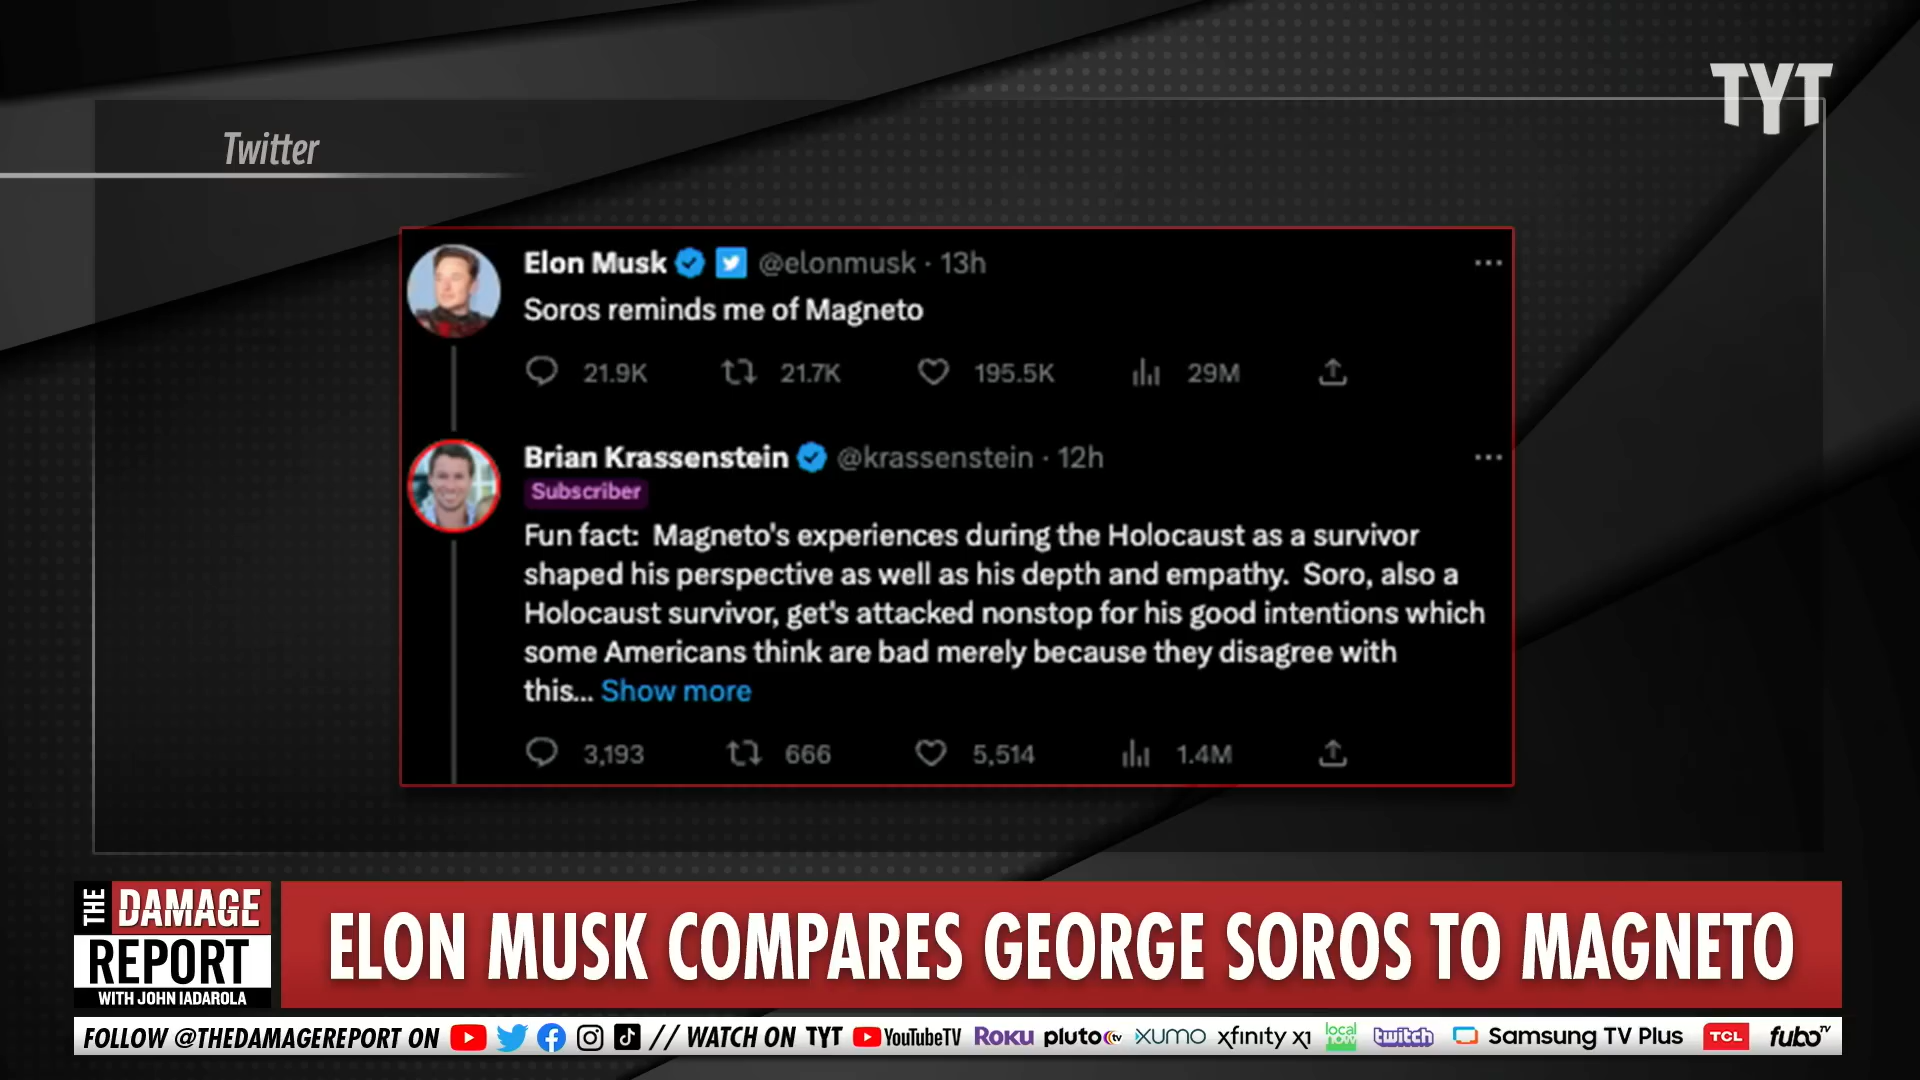 TYT
Twitter
Elon Musk @elonmusk · 13h
Soros reminds me of Magneto
21.9K 21.7K 195.5K 29M
Brian Krassenstein @krassenstein · 12h
Subscriber
Fun fact:  Magneto's experiences during the Holocaust as a survivor
shaped his perspective as well as his depth and empathy.  Soro, also a
Holocaust survivor, get's attacked nonstop for his good intentions which
some Americans think are bad merely because they disagree with
this... Show more
3,193 666 5,514 1.4M
THE DAMAGE
REPORT
WITH JOHN IADAROLA
ELON MUSK COMPARES GEORGE SOROS TO MAGNETO
FOLLOW @THEDAMAGEREPORT ON // WATCH ON TYT YouTubeTV ROKU pluto tv XUMO xfinity x1 local now twitch Samsung TV Plus TCL fubo TV